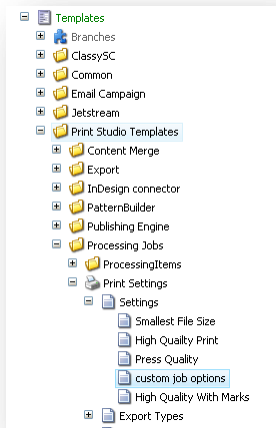 Templates
Branches
ClassySC
Common
Email Campaign
Jetstream
Print Studio Templates
Content Merge
Export
InDesign connector
PatternBuilder
Publishing Engine
Processing Jobs
ProcessingItems
Print Settings
Settings
Smallest File Size
High Quailty Print
Press Quality
custom job options
High Quality With Marks
Export Types